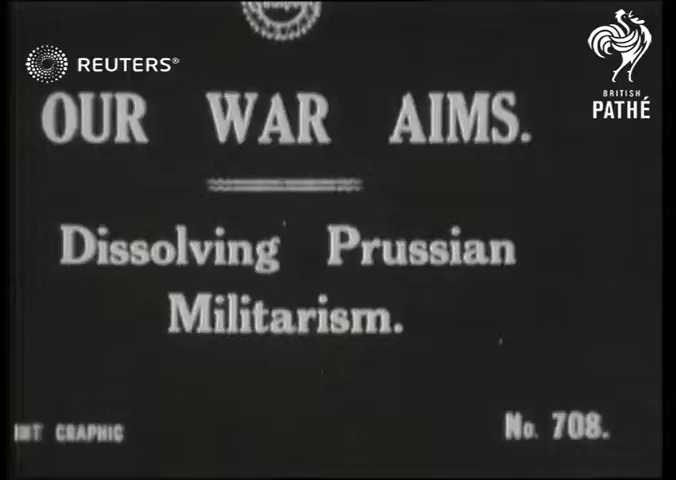 REUTERS®
BRITISH
PATHÉ
OUR WAR AIMS.
Dissolving Prussian
Militarism.
GRAPHIC
No. 708.